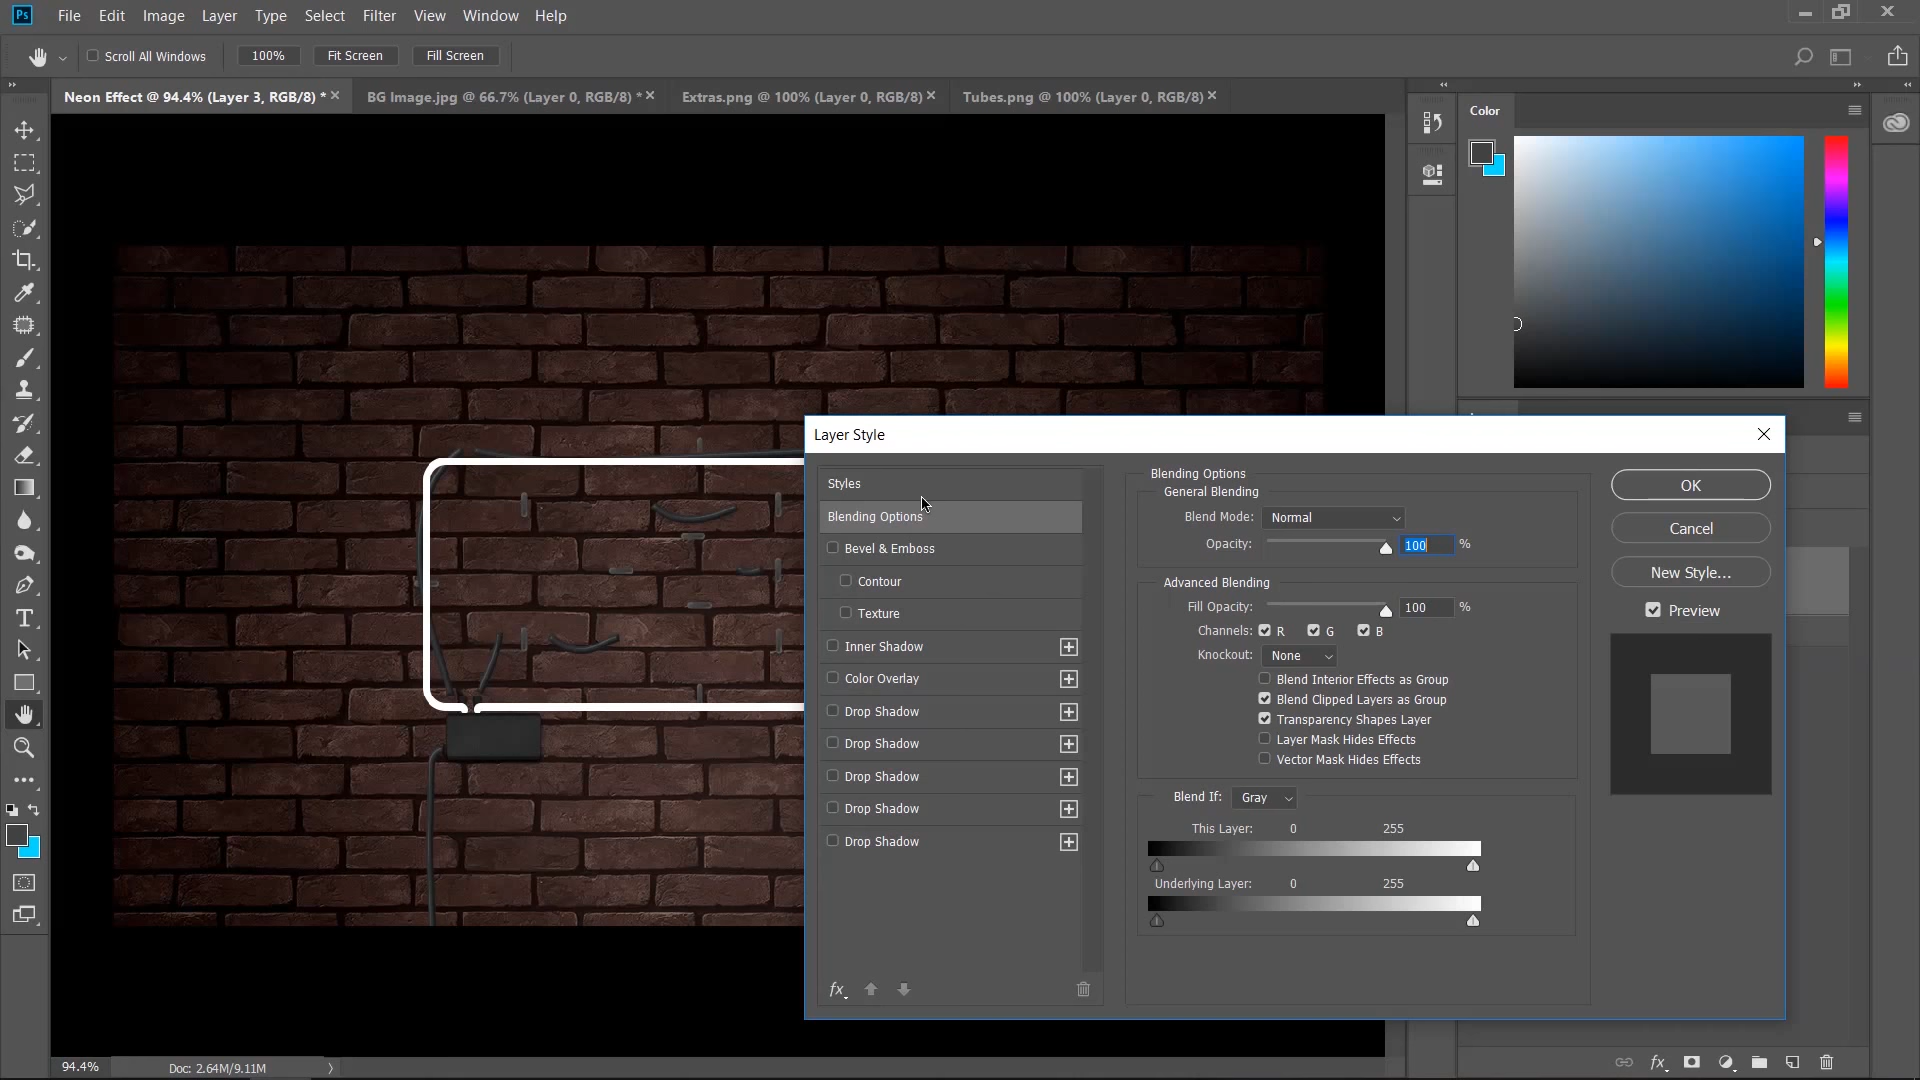 Ps File Edit Image Layer Type Select Filter View Window Help
Scroll All Windows 100% Fit Screen Fill Screen
Neon Effect @ 94.4% (Layer 3, RGB/8) * BG Image.jpg @ 66.7% (Layer 0, RGB/8) * Extras.png @ 100% (Layer 0, RGB/8) Tubes.png @ 100% (Layer 0, RGB/8)
Color
Layer Style
Styles
Blending Options
Bevel & Emboss
Contour
Texture
Inner Shadow
Color Overlay
Drop Shadow
Drop Shadow
Drop Shadow
Drop Shadow
Drop Shadow
fx
Blending Options
General Blending
Blend Mode: Normal
Opacity: 100 %
Advanced Blending
Fill Opacity: 100 %
Channels: R G B
Knockout: None
Blend Interior Effects as Group
Blend Clipped Layers as Group
Transparency Shapes Layer
Layer Mask Hides Effects
Vector Mask Hides Effects
Blend If: Gray
This Layer: 0 255
Underlying Layer: 0 255
OK
Cancel
New Style...
Preview
94.4% Doc: 2.64M/9.11M
fx